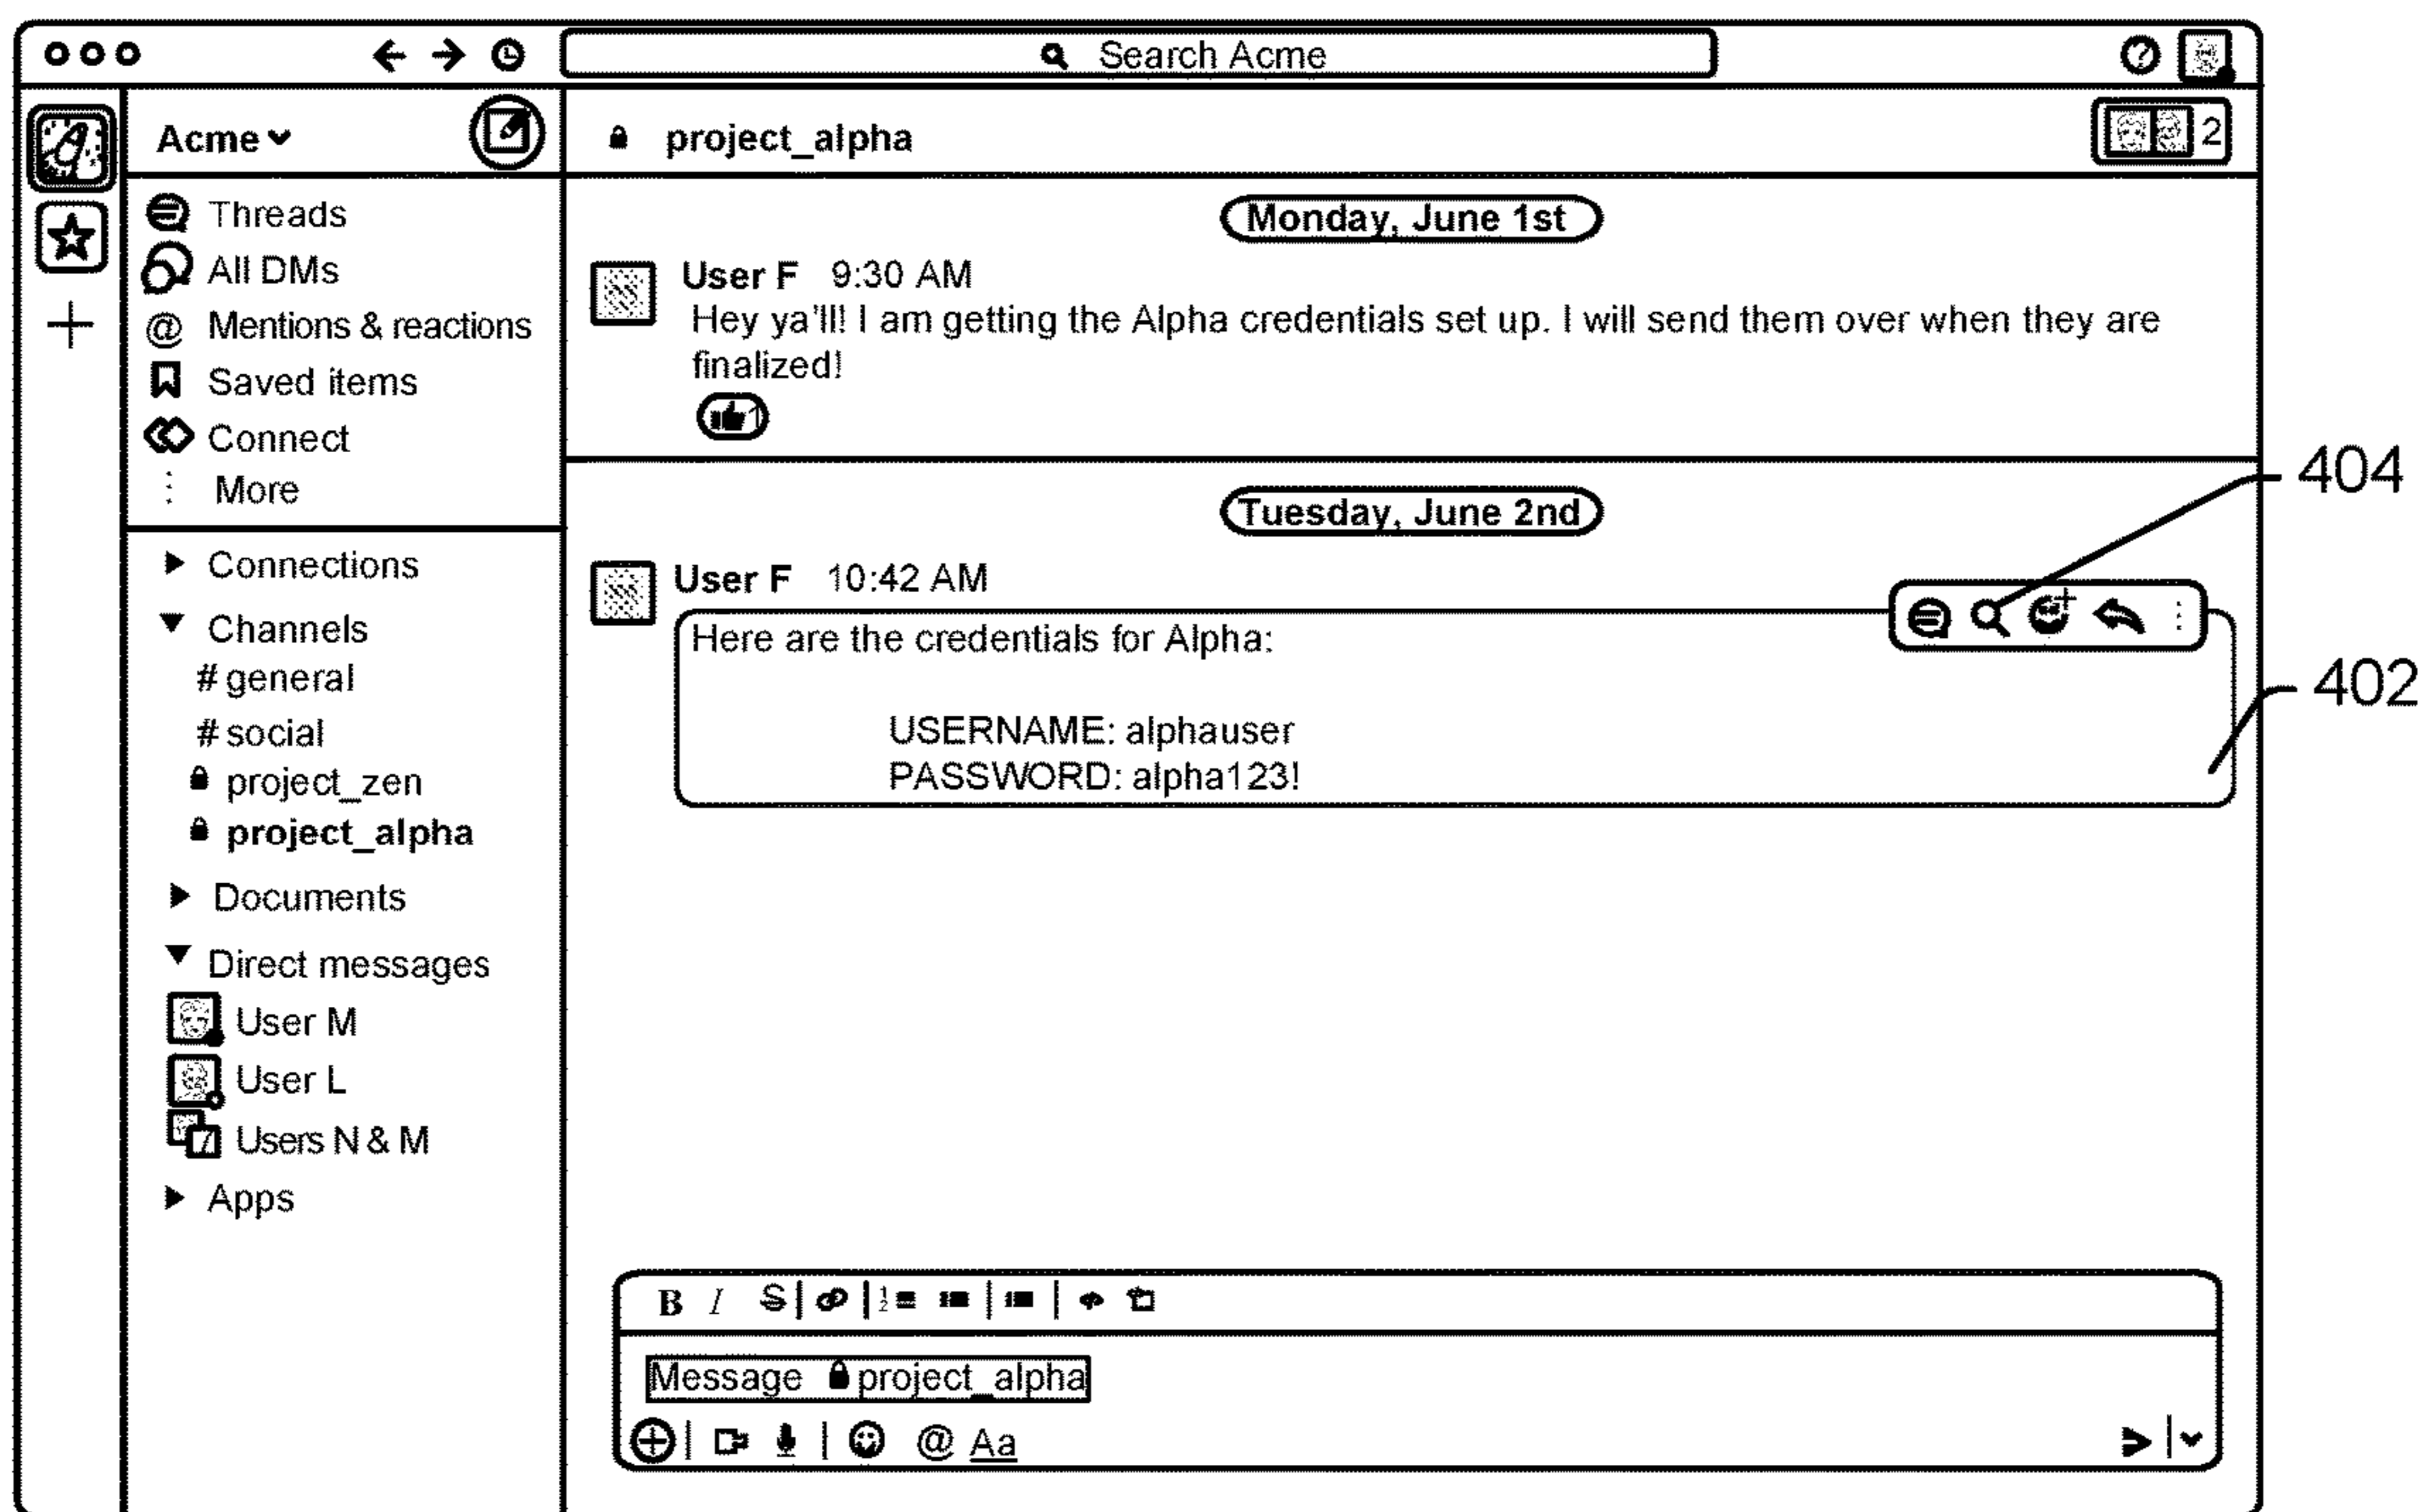 Search Acme
Acme
project_alpha
2
Threads
All DMs
@ Mentions & reactions
Saved items
Connect
More
Connections
Channels
# general
# social
project_zen
project_alpha
Documents
Direct messages
User M
User L
Users N & M
Apps
Monday, June 1st
User F 9:30 AM
Hey ya'll! I am getting the Alpha credentials set up. I will send them over when they are
finalized!
1
Tuesday, June 2nd
404
User F 10:42 AM
Here are the credentials for Alpha:
402
USERNAME: alphauser
PASSWORD: alpha123!
B I S
Message project_alpha
@ Aa